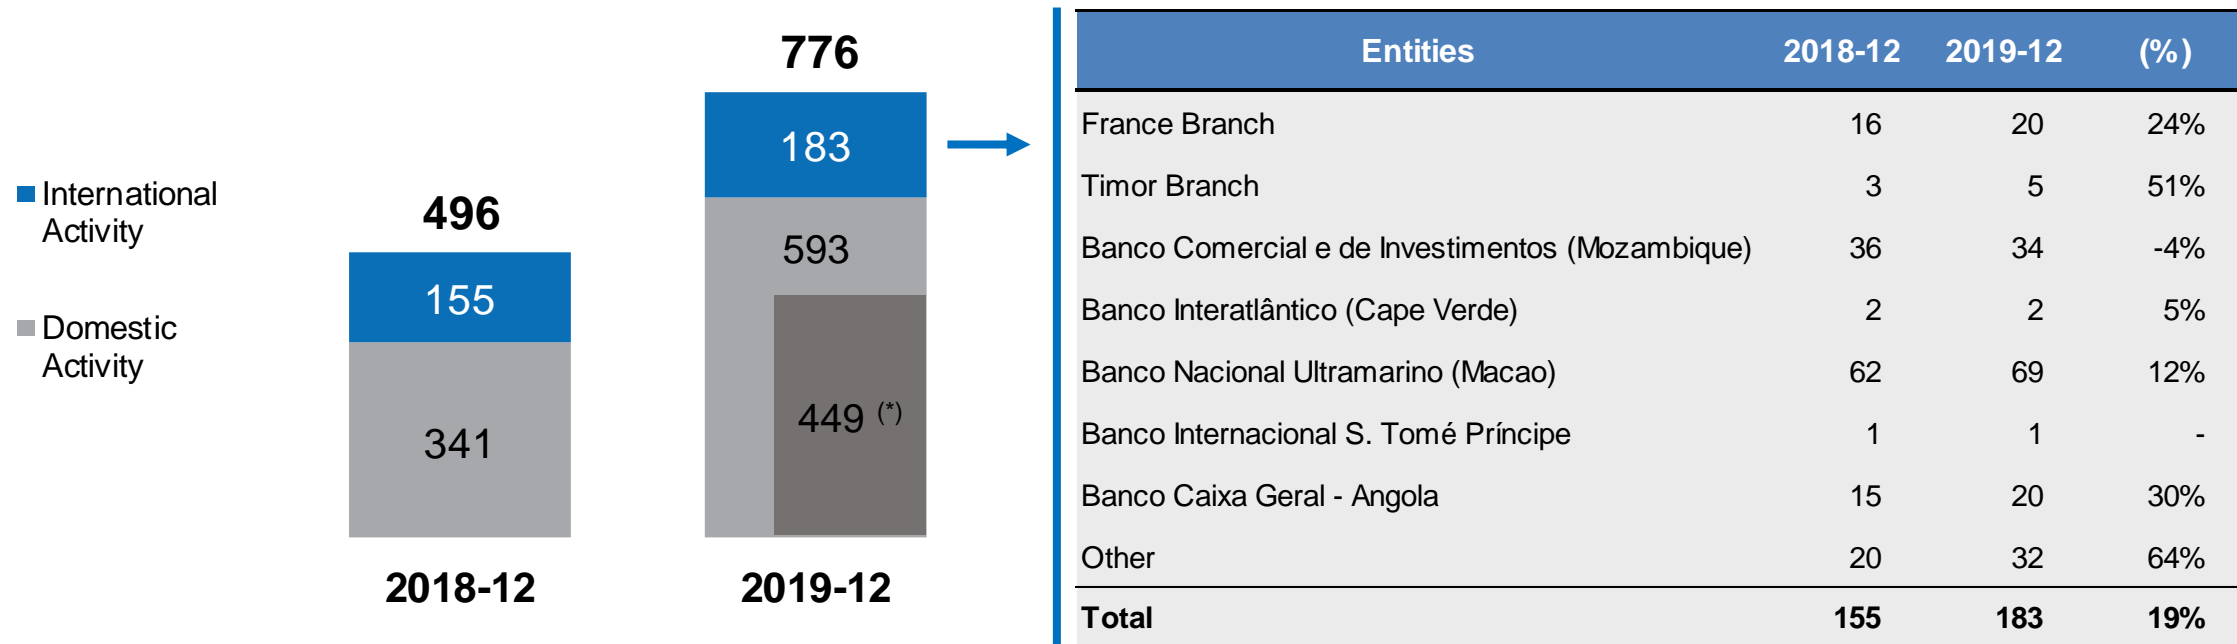 International
Activity
Domestic
Activity
496
155
341
2018-12
776
183
593
449 (*)
2019-12
Entities 2018-12 2019-12 (%)
France Branch 16 20 24%
Timor Branch 3 5 51%
Banco Comercial e de Investimentos (Mozambique) 36 34 -4%
Banco Interatlântico (Cape Verde) 2 2 5%
Banco Nacional Ultramarino (Macao) 62 69 12%
Banco Internacional S. Tomé Príncipe 1 1 -
Banco Caixa Geral - Angola 15 20 30%
Other 20 32 64%
Total 155 183 19%